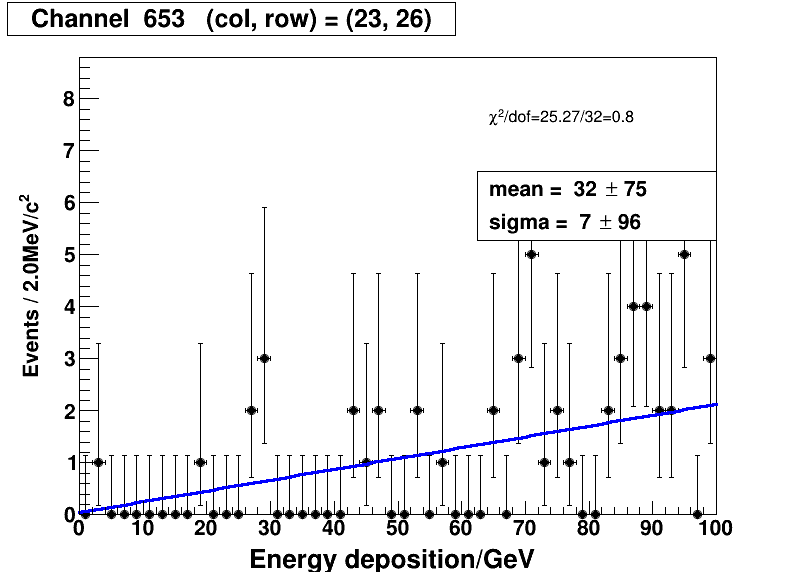 Channel 653 (col, row) = (23, 26)
Events / 2.0MeV/c²
8
7
6
5
4
3
2
1
0
χ²/dof=25.27/32=0.8
mean = 32 ± 75
sigma = 7 ± 96
0 10 20 30 40 50 60 70 80 90 100
Energy deposition/GeV